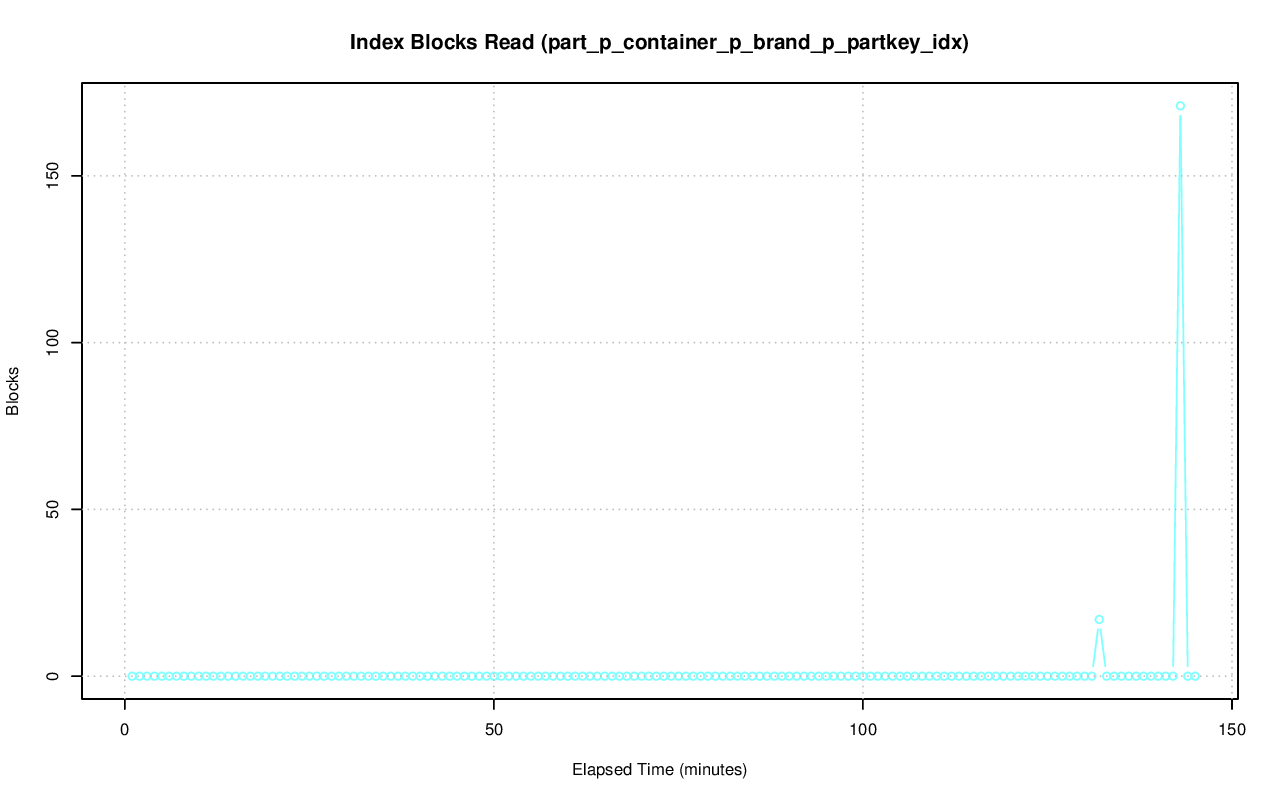 Index Blocks Read (part_p_container_p_brand_p_partkey_idx)
150
100
50
0
Blocks
0 50 100 150
Elapsed Time (minutes)